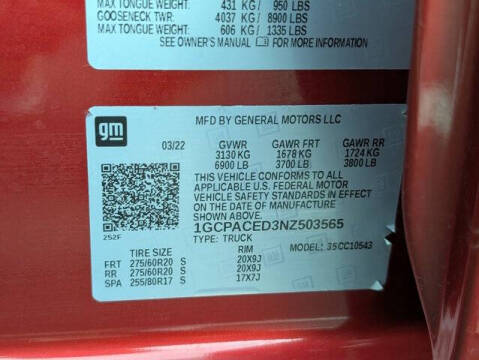 MAX TONGUE WEIGHT: 431 KG / 950 LBS
GOOSENECK TWR: 4037 KG / 8900 LBS
MAX TONGUE WEIGHT: 606 KG / 1335 LBS
SEE OWNER'S MANUAL FOR MORE INFORMATION
gm
MFD BY GENERAL MOTORS LLC
03/22 GVWR GAWR FRT GAWR RR
3130 KG 1678 KG 1724 KG
6900 LB 3700 LB 3800 LB
THIS VEHICLE CONFORMS TO ALL
APPLICABLE U.S. FEDERAL MOTOR
VEHICLE SAFETY STANDARDS IN EFFECT
ON THE DATE OF MANUFACTURE SHOWN ABOVE.
1GCPACED3NZ503565
TYPE: TRUCK
252F
MODEL: 35CC10543
TIRE SIZE RIM
FRT 275/60R20 S 20X9J
RR 275/60R20 S 20X9J
SPA 255/80R17 S 17X7J